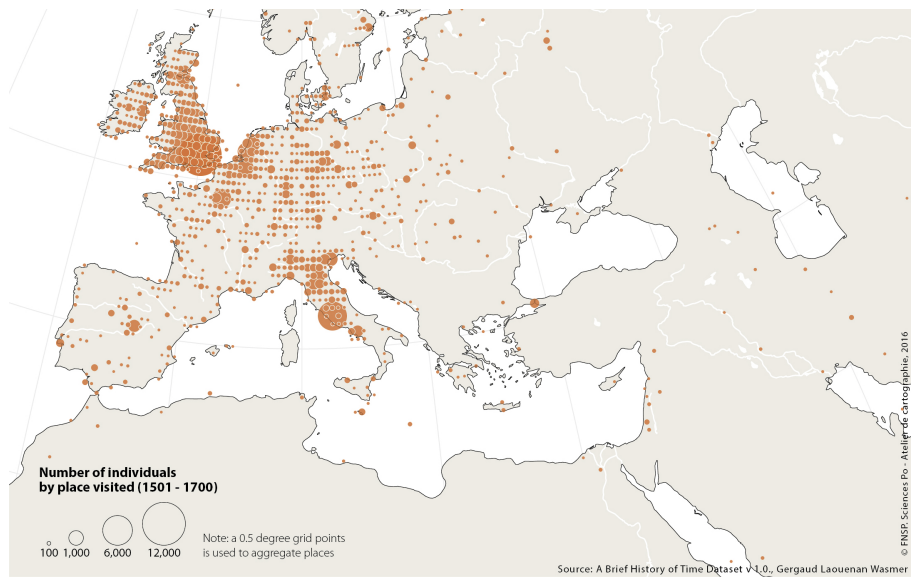 Number of individuals
by place visited (1501 - 1700)
100 1,000 6,000 12,000
Note: a 0.5 degree grid points
is used to aggregate places
Source: A Brief History of Time Dataset v 1.0., Gergaud Laouenan Wasmer
© FNSP. Sciences Po - Atelier de cartographie, 2016